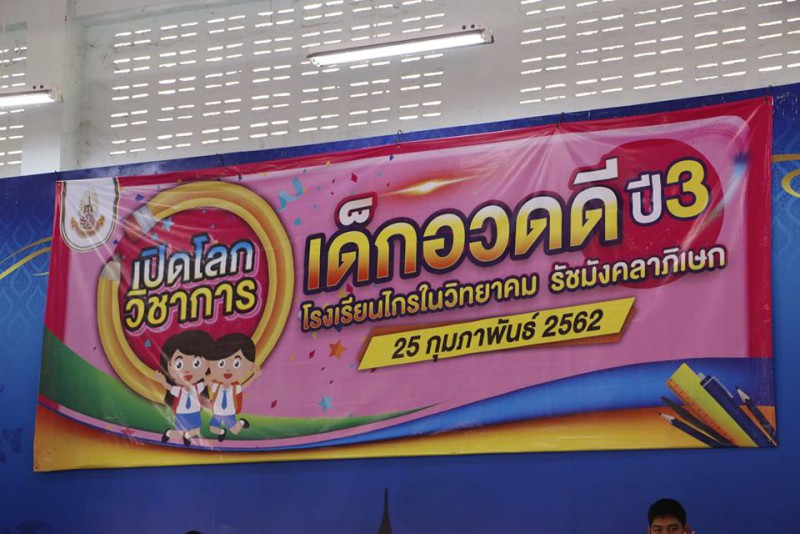 เปิดโลก
วิชาการ
เด็กอวดดี ปี3
โรงเรียนไกรในวิทยาคม รัชมังคลาภิเษก
25 กุมภาพันธ์ 2562